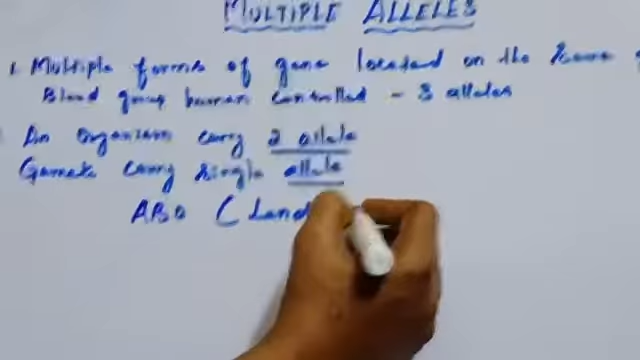 MULTIPLE ALLELES
1. Multiple forms of gene located on the same
Blood group human controlled - 3 alleles
An Organism carry 2 allele
Gamete carry single allele
ABO ( Land